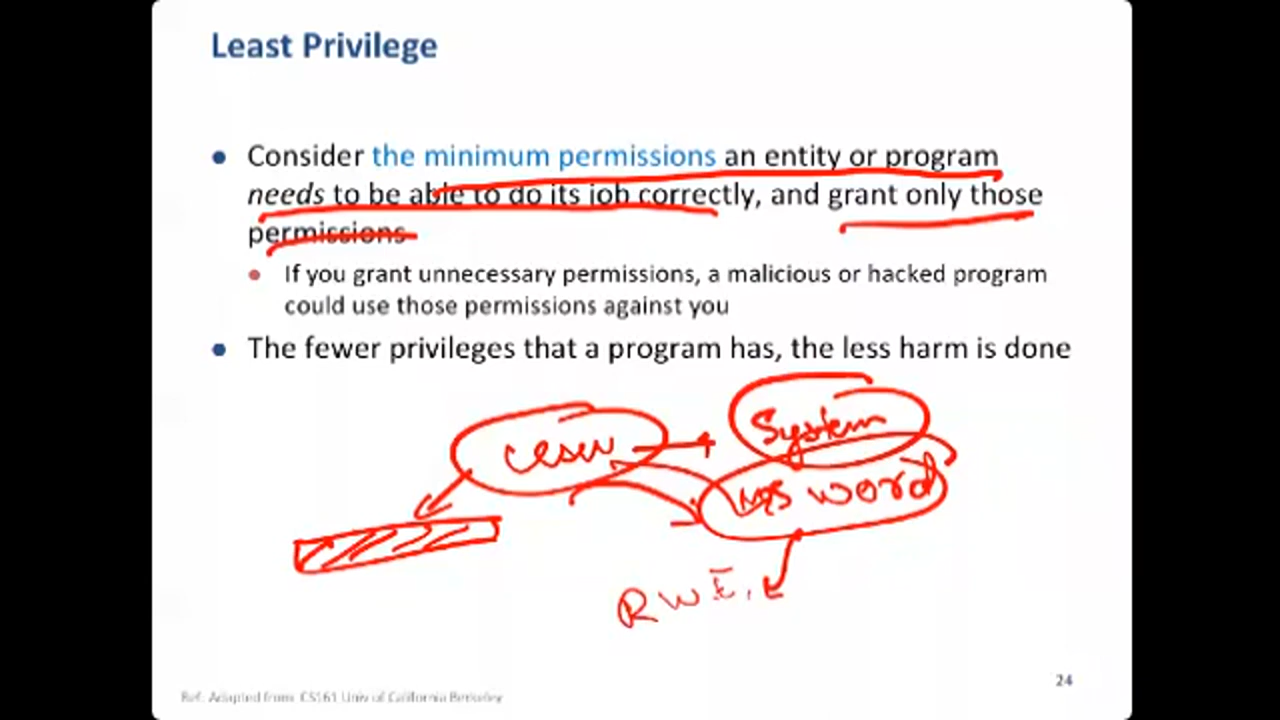 Least Privilege
Consider the minimum permissions an entity or program
needs to be able to do its job correctly, and grant only those
permissions
If you grant unnecessary permissions, a malicious or hacked program
could use those permissions against you
The fewer privileges that a program has, the less harm is done
System
MS word
R W E.
24
Ref: Adapted from: CS161 Univ of California Berkeley